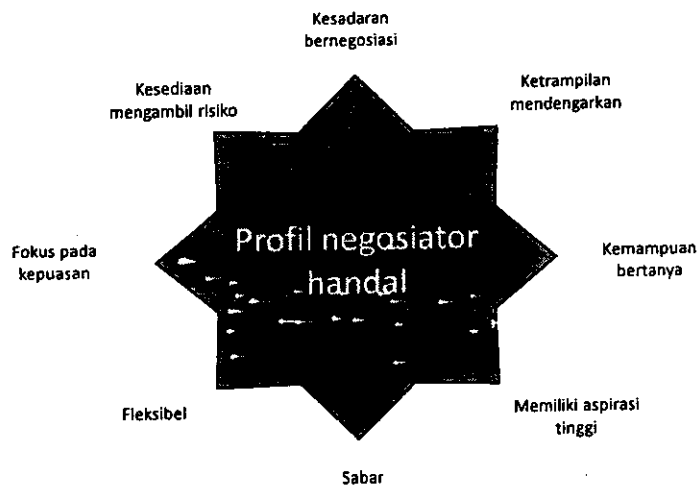 Kesadaran
bernegosiasi
Kesediaan
mengambil risiko
Ketrampilan
mendengarkan
Profil negosiator
handal
Fokus pada
kepuasan
Kemampuan
bertanya
Fleksibel
Memiliki aspirasi
tinggi
Sabar